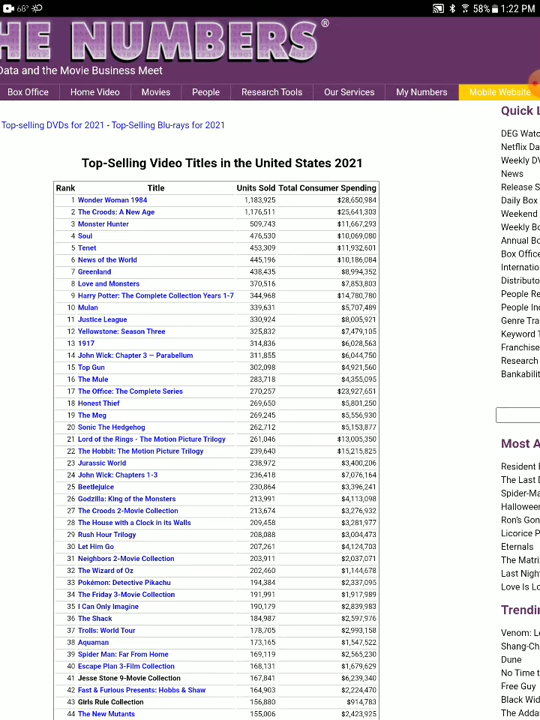 68°
58% 1:22 PM
HE NUMBERS®
Data and the Movie Business Meet
Box Office Home Video Movies People Research Tools Our Services My Numbers Mobile Website
Top-selling DVDs for 2021 - Top-Selling Blu-rays for 2021
Top-Selling Video Titles in the United States 2021
Rank Title Units Sold Total Consumer Spending
1 Wonder Woman 1984 1,183,925 $28,650,984
2 The Croods: A New Age 1,176,511 $25,641,303
3 Monster Hunter 509,743 $11,667,293
4 Soul 476,530 $10,069,080
5 Tenet 453,309 $11,932,601
6 News of the World 445,196 $10,186,084
7 Greenland 438,435 $8,994,352
8 Love and Monsters 370,516 $7,853,803
9 Harry Potter: The Complete Collection Years 1-7 344,968 $14,780,780
10 Mulan 339,631 $5,707,489
11 Justice League 330,924 $8,005,921
12 Yellowstone: Season Three 325,832 $7,479,105
13 1917 314,836 $6,028,563
14 John Wick: Chapter 3 — Parabellum 311,855 $6,044,750
15 Top Gun 302,098 $4,921,560
16 The Mule 283,718 $4,355,095
17 The Office: The Complete Series 270,257 $23,927,651
18 Honest Thief 269,650 $5,801,250
19 The Meg 269,245 $5,556,930
20 Sonic The Hedgehog 262,712 $5,153,877
21 Lord of the Rings - The Motion Picture Trilogy 261,046 $13,005,350
22 The Hobbit: The Motion Picture Trilogy 239,640 $15,215,825
23 Jurassic World 238,972 $3,400,206
24 John Wick: Chapters 1-3 236,418 $7,076,164
25 Beetlejuice 230,864 $3,396,241
26 Godzilla: King of the Monsters 213,991 $4,113,098
27 The Croods 2-Movie Collection 213,674 $3,276,932
28 The House with a Clock in its Walls 209,458 $3,281,977
29 Rush Hour Trilogy 208,088 $3,004,473
30 Let Him Go 207,261 $4,124,703
31 Neighbors 2-Movie Collection 203,911 $2,037,071
32 The Wizard of Oz 202,460 $1,144,678
33 Pokémon: Detective Pikachu 194,384 $2,337,095
34 The Friday 3-Movie Collection 191,991 $1,917,989
35 I Can Only Imagine 190,179 $2,839,983
36 The Shack 184,987 $2,597,976
37 Trolls: World Tour 178,705 $2,993,158
38 Aquaman 173,165 $1,547,522
39 Spider Man: Far From Home 169,119 $2,565,230
40 Escape Plan 3-Film Collection 168,131 $1,679,629
41 Jesse Stone 9-Movie Collection 167,841 $6,239,340
42 Fast & Furious Presents: Hobbs & Shaw 164,903 $2,224,470
43 Girls Rule Collection 156,880 $914,783
44 The New Mutants 155,006 $2,423,925
Quick L
DEG Watc
Netflix Da
Weekly DV
News
Release S
Daily Box
Weekend
Weekly Bo
Annual Bo
Box Office
Internatio
Distributo
People Re
People Inc
Genre Tra
Keyword T
Franchise
Research
Bankabilit
Most A
Resident E
The Last D
Spider-Ma
Halloween
Ron's Gon
Licorice P
Eternals
The Matri
Last Night
Love Is Lo
Trendin
Venom: Le
Shang-Ch
Dune
No Time t
Free Guy
Black Wid
The Adda